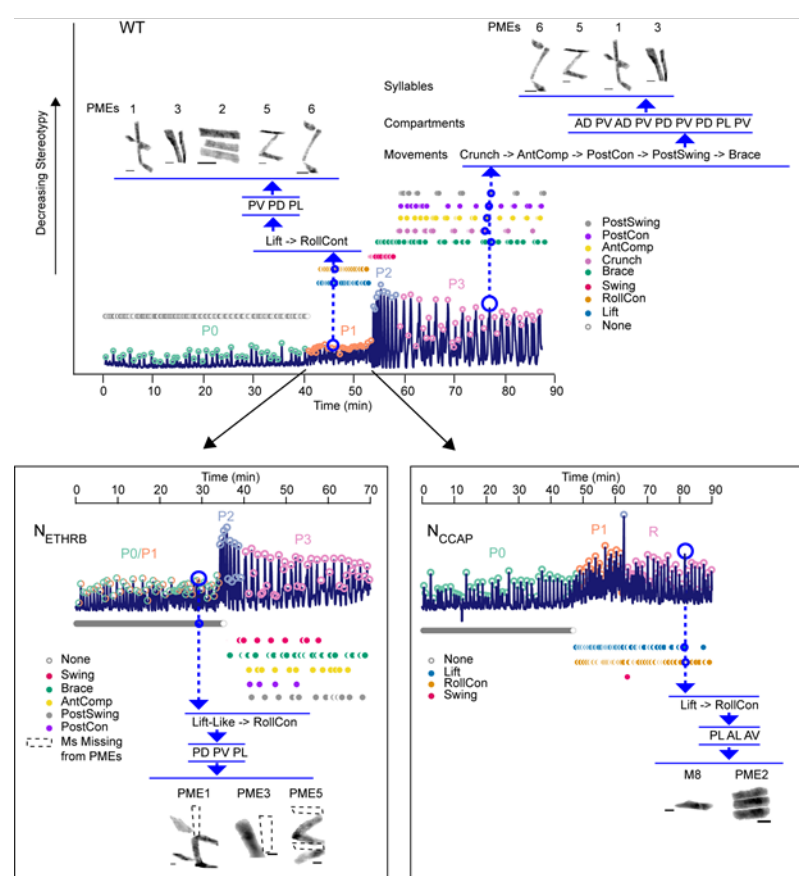 WT
PMEs
6 5 1 3
Syllables
PMEs
1 3 2 5 6
Compartments
AD PV AD PV PD PV PD PL PV
Movements
Crunch -> AntComp -> PostCon -> PostSwing -> Brace
Decreasing Stereotypy
PV PD PL
Lift -> RollCont
PostSwing
PostCon
AntComp
Crunch
Brace
Swing
RollCon
Lift
None
P0
P1
P2
P3
0 10 20 30 40 50 60 70 80 90
Time (min)
Time (min)
0 10 20 30 40 50 60 70
NETHRB
P0/P1
P2
P3
None
Swing
Brace
AntComp
PostSwing
PostCon
Ms Missing
from PMEs
Lift-Like -> RollCon
PD PV PL
PME1 PME3 PME5
Time (min)
0 10 20 30 40 50 60 70 80 90
NCCAP
P0
P1
R
None
Lift
RollCon
Swing
Lift -> RollCon
PL AL AV
M8 PME2